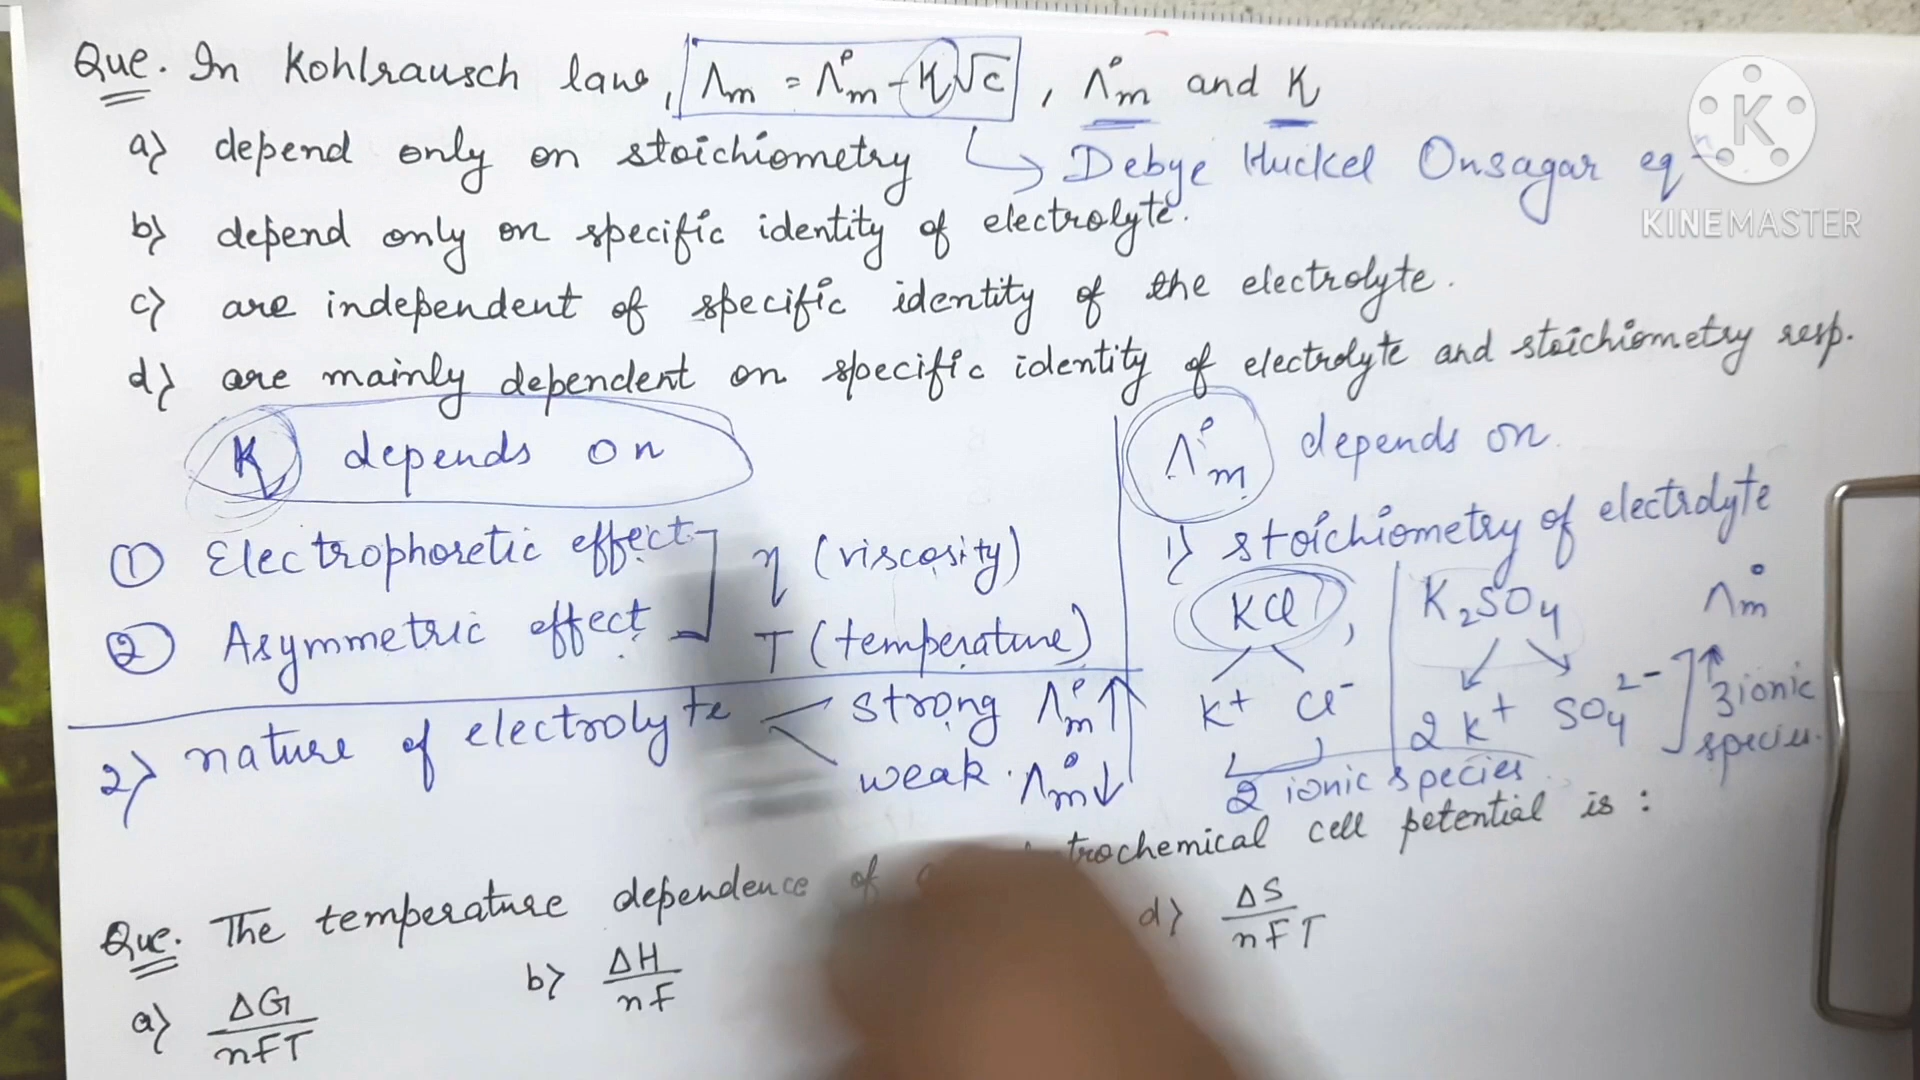 Que. In Kohlrausch law, Λm = Λ°m - K√c , Λ°m and K
a) depend only on stoichiometry
↳ Debye Huckel Onsagar eqn
b) depend only on specific identity of electrolyte.
c) are independent of specific identity of the electrolyte.
d) are mainly dependent on specific identity of electrolyte and stoichiometry resp.
K depends on
① Electrophoretic effect
② Asymmetric effect
η (viscosity)
T (temperature)
Λ°m depends on
1) stoichiometry of electrolyte
KCl ,
K+ Cl-
2 ionic species
K2SO4
2K+ SO4 2-
Λ°m ↑
3 ionic species.
2) nature of electrolyte
strong Λ°m ↑
weak . Λ°m ↓
Que. The temperature dependence of trochemical cell potential is :
a) ΔG/nFT
b) ΔH/nF
d) ΔS/nFT
K
KINEMASTER